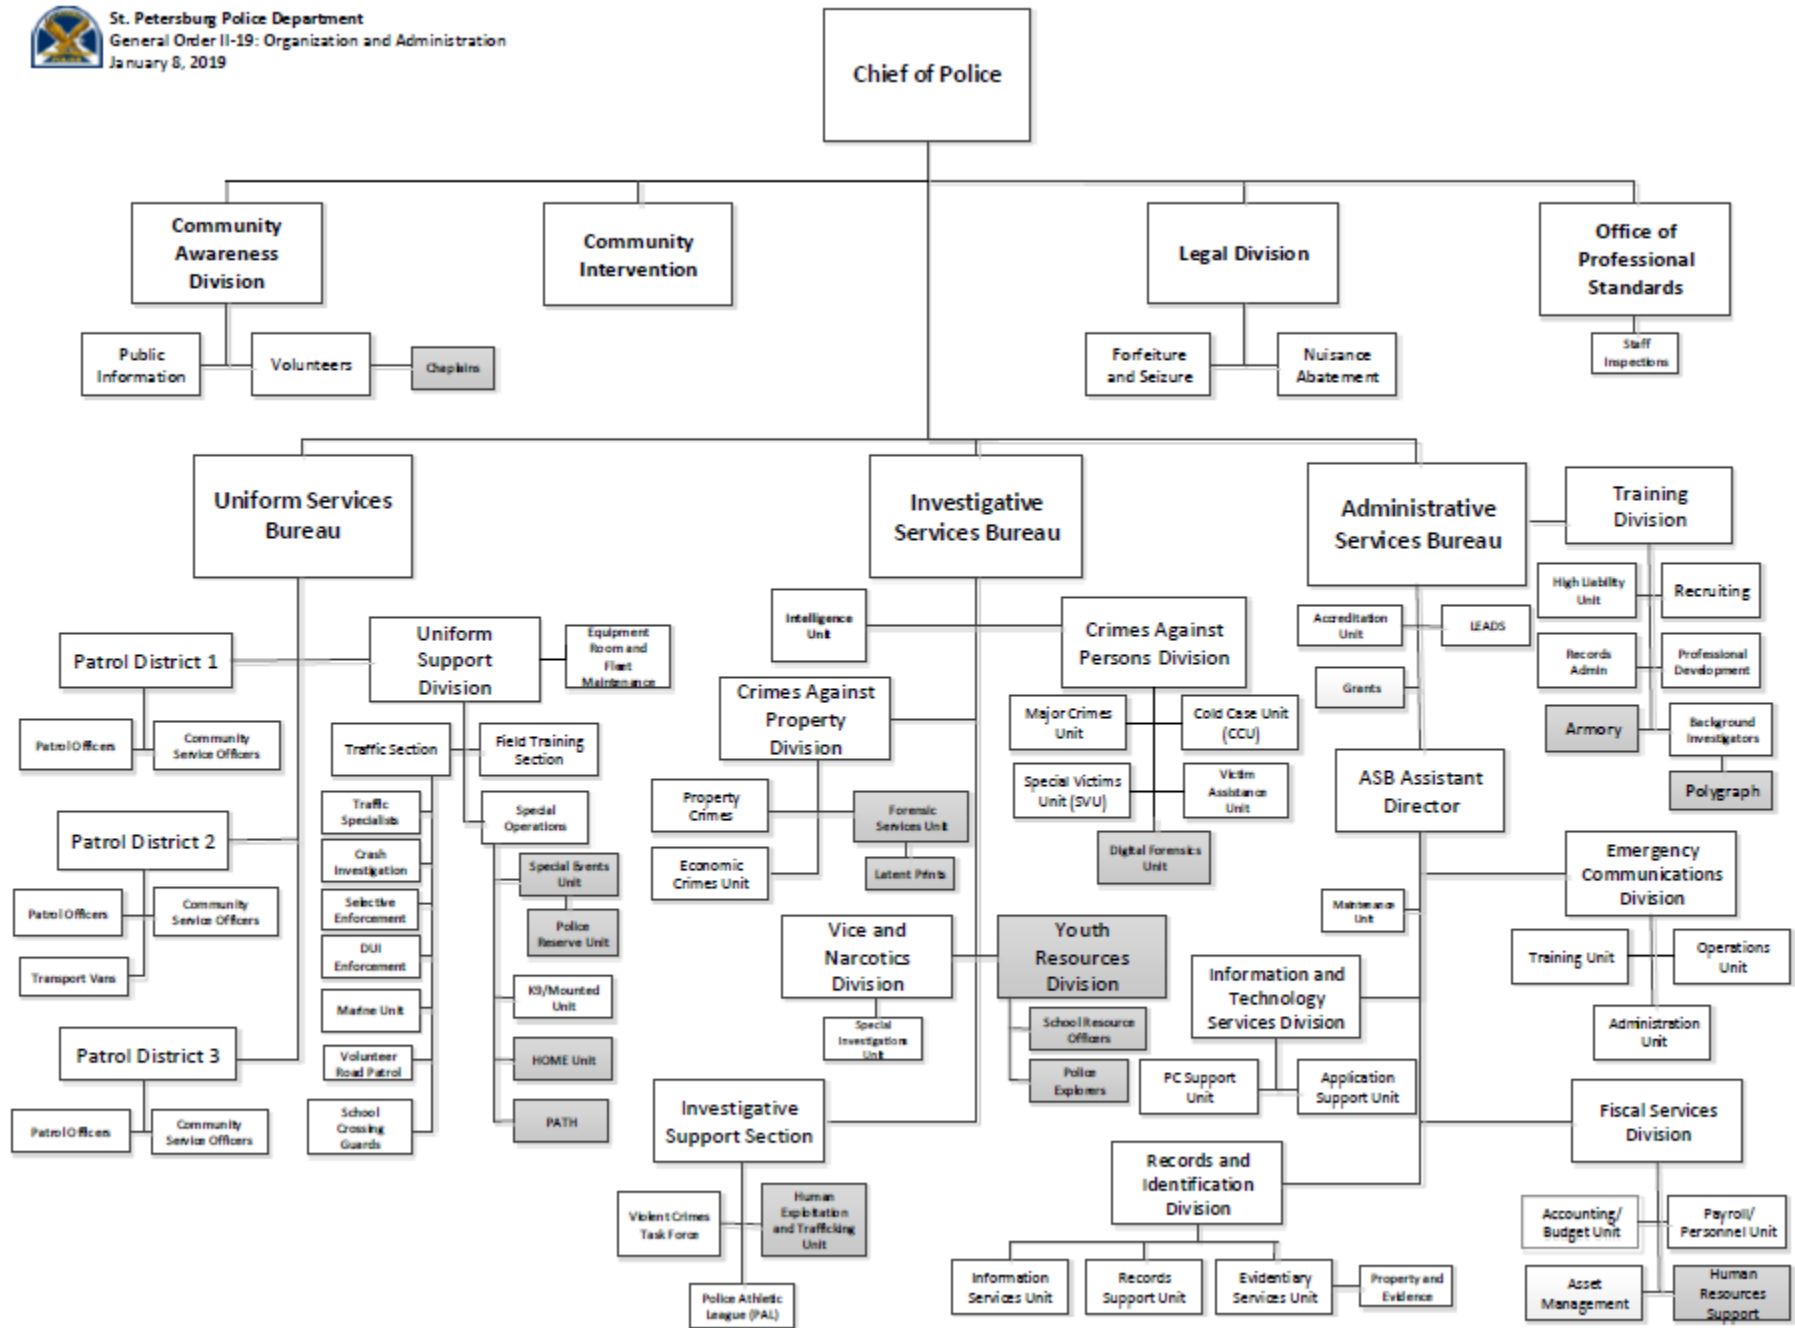 St. Petersburg Police Department
General Order II-19: Organization and Administration
January 8, 2019
Chief of Police
Community
Awareness
Division
Community
Intervention
Legal Division
Office of
Professional
Standards
Public
Information
Volunteers
Chaplains
Forfeiture
and Seizure
Nuisance
Abatement
Staff
Inspections
Uniform Services
Bureau
Investigative
Services Bureau
Administrative
Services Bureau
Training
Division
High Liability
Unit
Recruiting
Records
Admin
Professional
Development
Armory
Background
Investigators
Polygraph
Patrol District 1
Uniform
Support
Division
Equipment
Room and
Fleet
Maintenance
Patrol Officers
Community
Service Officers
Traffic Section
Field Training
Section
Traffic
Specialists
Crash
Investigation
Selective
Enforcement
DUI
Enforcement
Marine Unit
Volunteer
Road Patrol
School
Crossing
Guards
Special
Operations
Special Events
Unit
Police
Reserve Unit
K9/Mounted
Unit
HOME Unit
PATH
Patrol District 2
Patrol Officers
Community
Service Officers
Transport Vans
Patrol District 3
Patrol Officers
Community
Service Officers
Intelligence
Unit
Crimes Against
Persons Division
Major Crimes
Unit
Cold Case Unit
(CCU)
Special Victims
Unit (SVU)
Victim
Assistance
Unit
Digital Forensics
Unit
Crimes Against
Property
Division
Property
Crimes
Forensic
Services Unit
Economic
Crimes Unit
Latent Prints
Vice and
Narcotics
Division
Special
Investigations
Unit
Youth
Resources
Division
School Resource
Officers
Police
Explorers
Investigative
Support Section
Violent Crimes
Task Force
Human
Exploitation
and Trafficking
Unit
Police Athletic
League (PAL)
Accreditation
Unit
LEADS
Grants
ASB Assistant
Director
Maintenance
Unit
Emergency
Communications
Division
Training Unit
Operations
Unit
Administration
Unit
Information and
Technology
Services Division
PC Support
Unit
Application
Support Unit
Fiscal Services
Division
Accounting/
Budget Unit
Payroll/
Personnel Unit
Asset
Management
Human
Resources
Support
Records and
Identification
Division
Information
Services Unit
Records
Support Unit
Evidentiary
Services Unit
Property and
Evidence